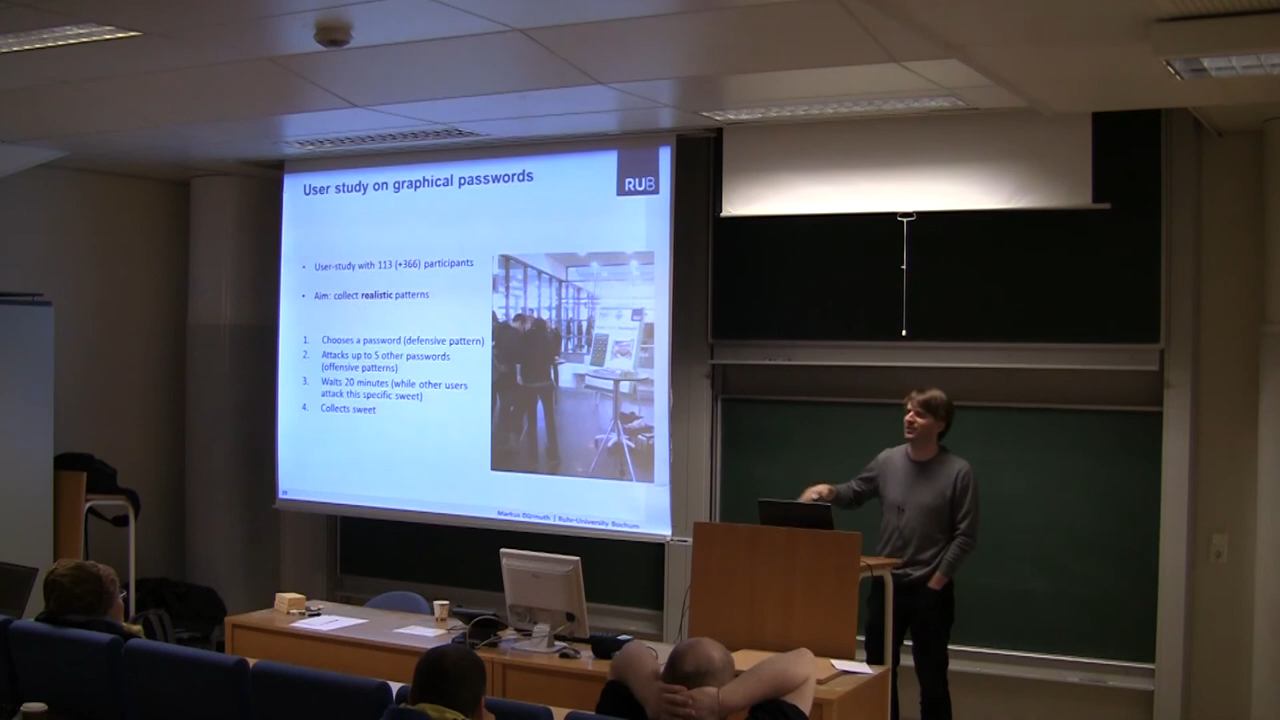 User study on graphical passwords
RUB
• User-study with 113 (+366) participants
• Aim: collect realistic patterns
1. Chooses a password (defensive pattern)
2. Attacks up to 5 other passwords
(offensive patterns)
3. Waits 20 minutes (while other users
attack this specific sweet)
4. Collects sweet
Markus Dürmuth | Ruhr-University Bochum